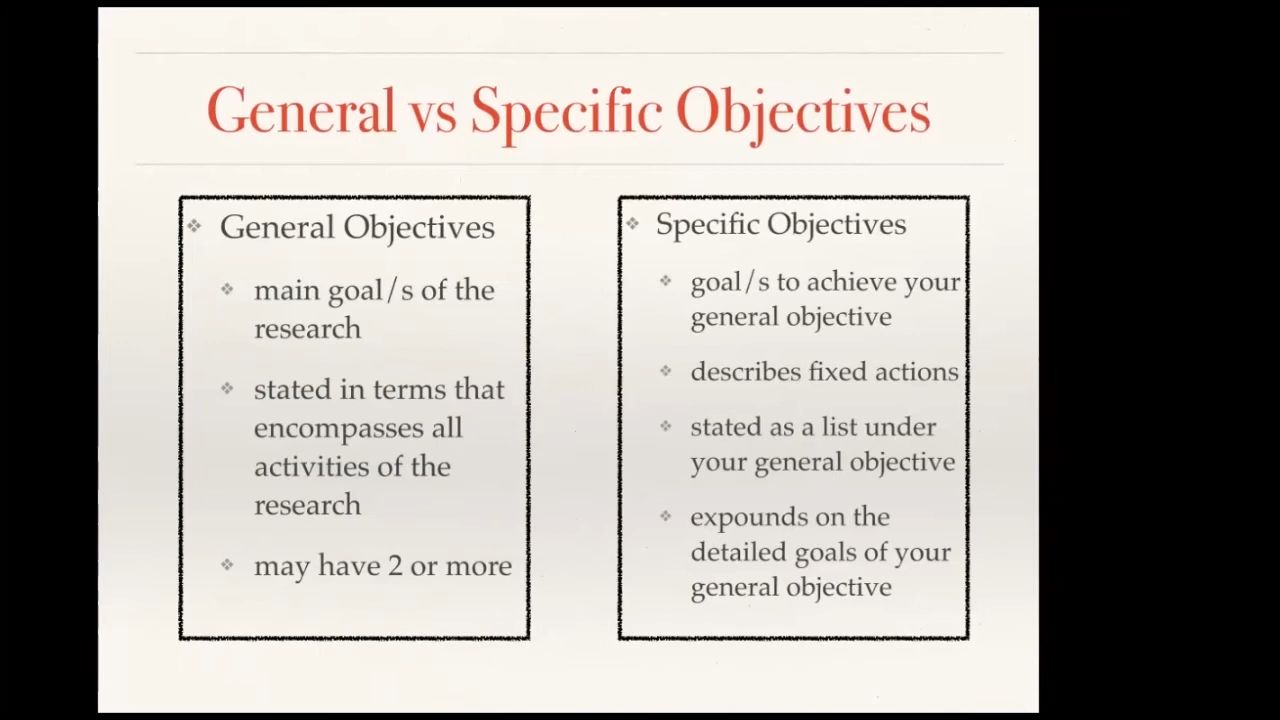 General vs Specific Objectives
General Objectives
main goal/s of the
research
stated in terms that
encompasses all
activities of the
research
may have 2 or more
Specific Objectives
goal/s to achieve your
general objective
describes fixed actions
stated as a list under
your general objective
expounds on the
detailed goals of your
general objective